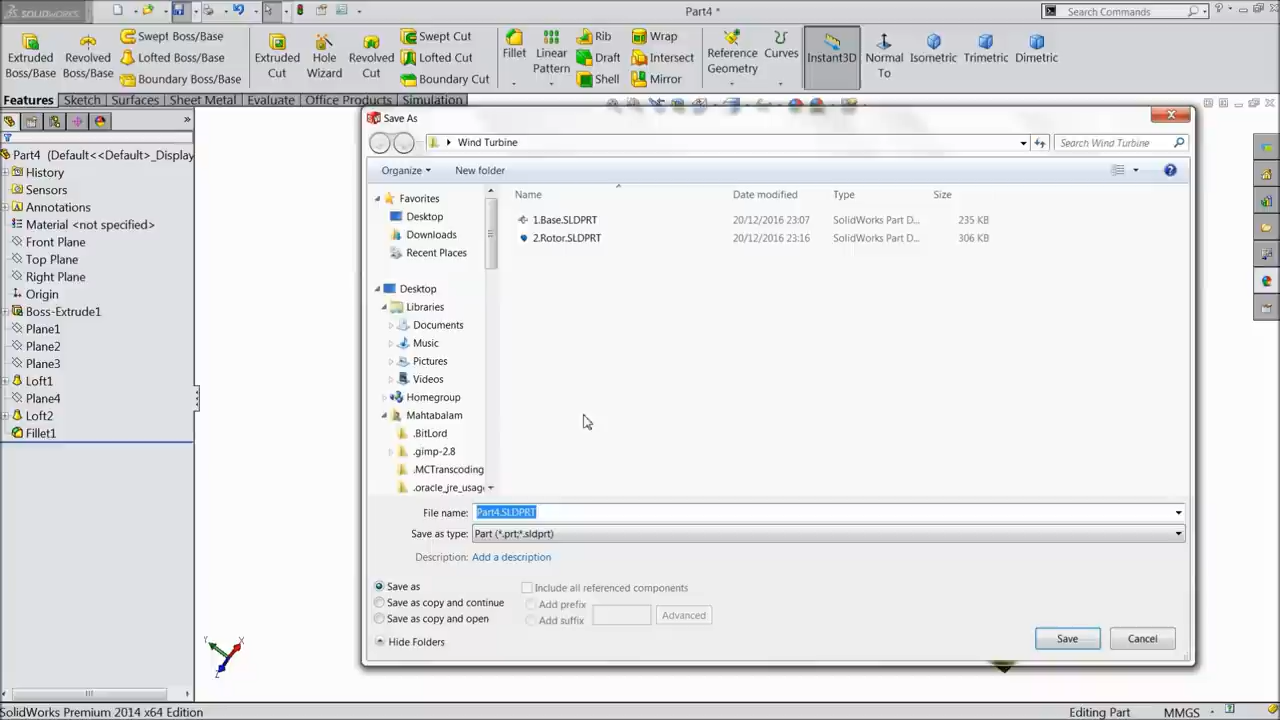 SOLIDWORKS
Part4 *
Search Commands
Extruded Boss/Base
Revolved Boss/Base
Swept Boss/Base
Lofted Boss/Base
Boundary Boss/Base
Extruded Cut
Hole Wizard
Revolved Cut
Swept Cut
Lofted Cut
Boundary Cut
Fillet
Linear Pattern
Rib
Draft
Shell
Wrap
Intersect
Mirror
Reference Geometry
Curves
Instant3D
Normal To
Isometric
Trimetric
Dimetric
Features Sketch Surfaces Sheet Metal Evaluate Office Products Simulation
Part4 (Default<<Default>_Display
History
Sensors
Annotations
Material <not specified>
Front Plane
Top Plane
Right Plane
Origin
Boss-Extrude1
Plane1
Plane2
Plane3
Loft1
Plane4
Loft2
Fillet1
Save As
Wind Turbine
Search Wind Turbine
Organize New folder
Favorites
Desktop
Downloads
Recent Places
Desktop
Libraries
Documents
Music
Pictures
Videos
Homegroup
Mahtabalam
.BitLord
.gimp-2.8
.MCTranscoding
.oracle_jre_usage
Name Date modified Type Size
1.Base.SLDPRT 20/12/2016 23:07 SolidWorks Part D... 235 KB
2.Rotor.SLDPRT 20/12/2016 23:16 SolidWorks Part D... 306 KB
File name: Part4.SLDPRT
Save as type: Part (*.prt;*.sldprt)
Description: Add a description
Save as
Save as copy and continue
Save as copy and open
Include all referenced components
Add prefix
Add suffix
Advanced
Hide Folders
Save Cancel
Y X
Z
SolidWorks Premium 2014 x64 Edition
Editing Part MMGS